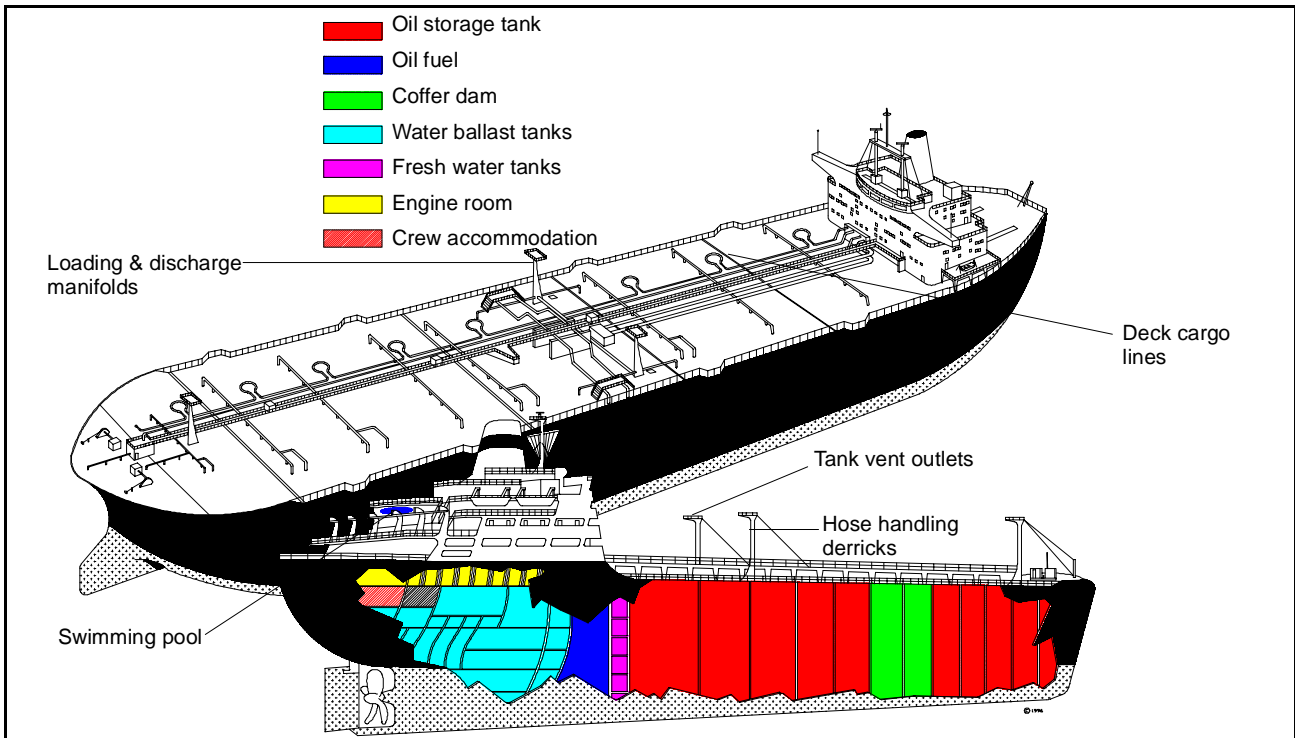 Oil storage tank
Oil fuel
Coffer dam
Water ballast tanks
Fresh water tanks
Engine room
Crew accommodation
Loading & discharge
manifolds
Deck cargo
lines
Tank vent outlets
Hose handling
derricks
Swimming pool
©1996